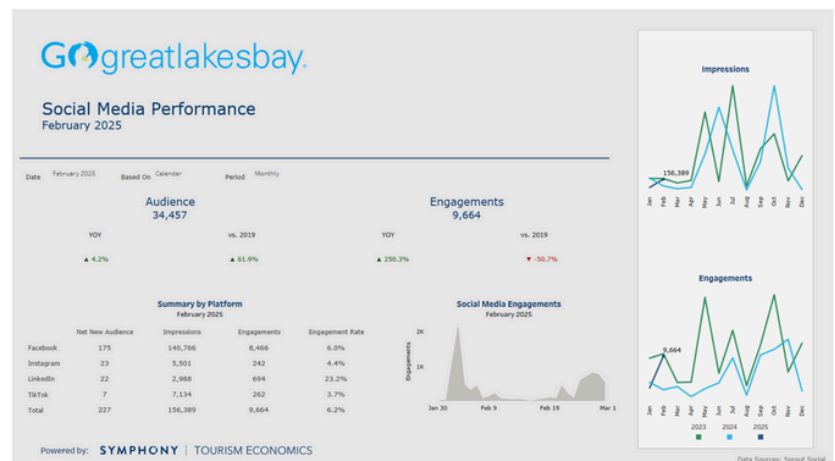 GOgreatlakesbay.
Social Media Performance
February 2025
Date February 2025 Based On Calendar Period Monthly
Audience
34,457
YOY vs. 2019
▲ 4.2% ▲ 61.9%
Engagements
9,664
YOY vs. 2019
▲ 250.3% ▼ -50.7%
Summary by Platform
February 2025
Net New Audience Impressions Engagements Engagement Rate
Facebook 175 140,766 8,466 6.0%
Instagram 23 5,501 242 4.4%
LinkedIn 22 2,988 694 23.2%
TikTok 7 7,134 262 3.7%
Total 227 156,389 9,664 6.2%
Social Media Engagements
February 2025
2K
1K
Engagements
Jan 30 Feb 9 Feb 19 Mar 1
Powered by: SYMPHONY | TOURISM ECONOMICS
Impressions
156,389
Jan Feb Mar Apr May Jun Jul Aug Sep Oct Nov Dec
Engagements
9,664
Jan Feb Mar Apr May Jun Jul Aug Sep Oct Nov Dec
2023 2024 2025
Data Sources: Sprout Social